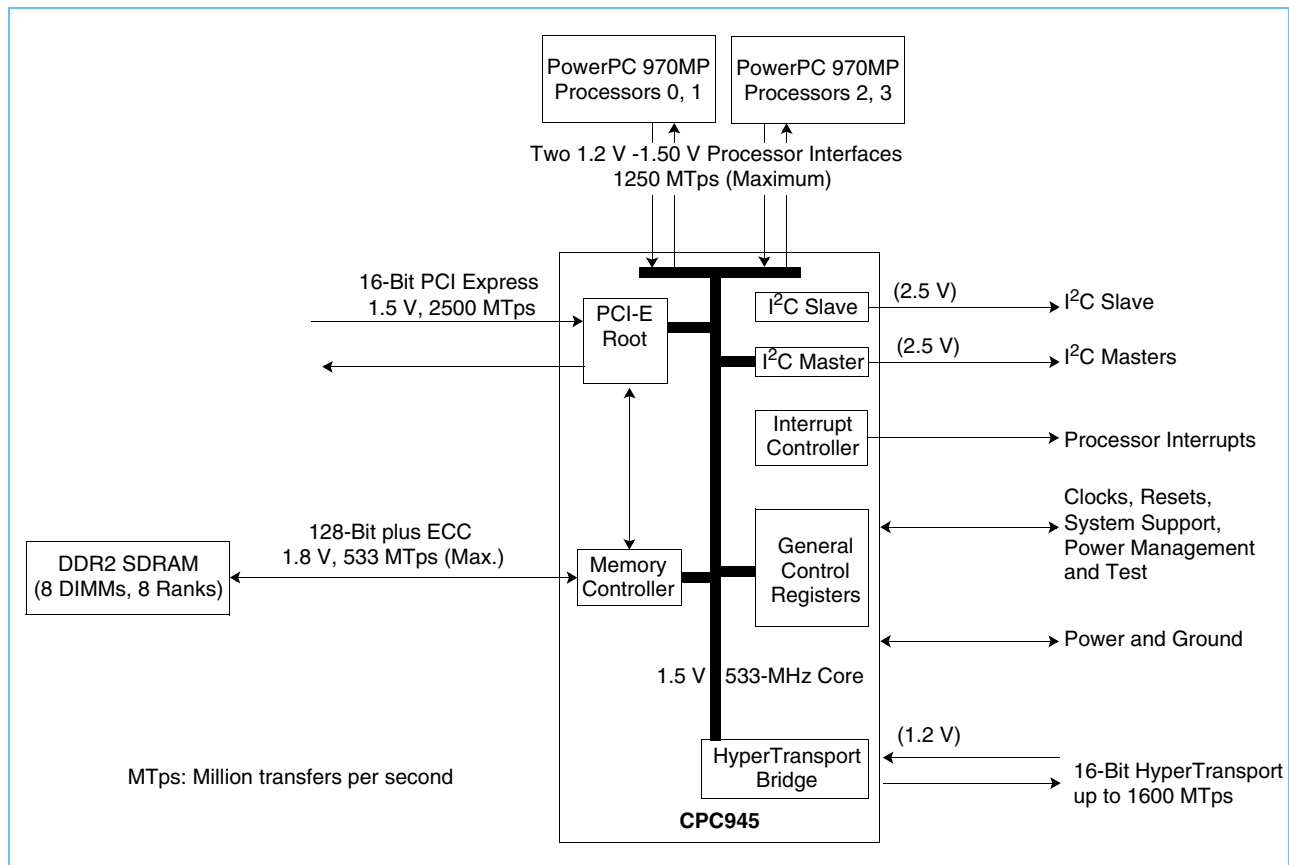 PowerPC 970MP
Processors 0, 1
PowerPC 970MP
Processors 2, 3
Two 1.2 V -1.50 V Processor Interfaces
1250 MTps (Maximum)
16-Bit PCI Express
1.5 V, 2500 MTps
PCI-E
Root
I²C Slave
(2.5 V)
I²C Slave
I²C Master
(2.5 V)
I²C Masters
Interrupt
Controller
Processor Interrupts
Clocks, Resets,
System Support,
Power Management
and Test
General
Control
Registers
128-Bit plus ECC
1.8 V, 533 MTps (Max.)
DDR2 SDRAM
(8 DIMMs, 8 Ranks)
Memory
Controller
Power and Ground
1.5 V 533-MHz Core
(1.2 V)
HyperTransport
Bridge
16-Bit HyperTransport
up to 1600 MTps
MTps: Million transfers per second
CPC945